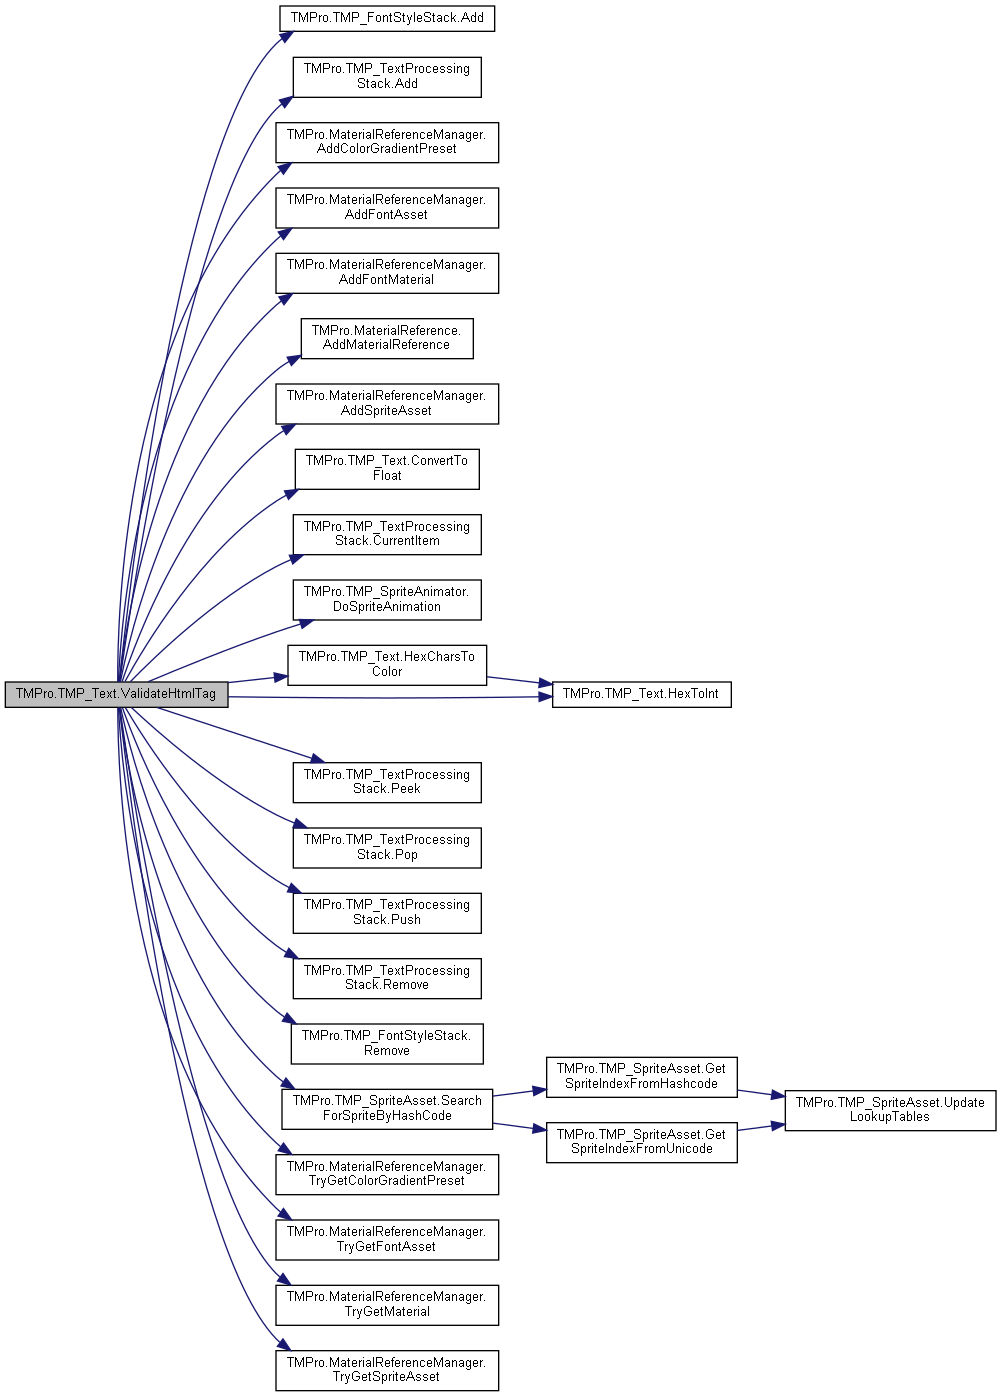 TMPro.TMP_FontStyleStack.Add
TMPro.TMP_TextProcessing
Stack.Add
TMPro.MaterialReferenceManager.
AddColorGradientPreset
TMPro.MaterialReferenceManager.
AddFontAsset
TMPro.MaterialReferenceManager.
AddFontMaterial
TMPro.MaterialReference.
AddMaterialReference
TMPro.MaterialReferenceManager.
AddSpriteAsset
TMPro.TMP_Text.ConvertTo
Float
TMPro.TMP_TextProcessing
Stack.CurrentItem
TMPro.TMP_SpriteAnimator.
DoSpriteAnimation
TMPro.TMP_Text.HexCharsTo
Color
TMPro.TMP_Text.ValidateHtmlTag
TMPro.TMP_Text.HexToInt
TMPro.TMP_TextProcessing
Stack.Peek
TMPro.TMP_TextProcessing
Stack.Pop
TMPro.TMP_TextProcessing
Stack.Push
TMPro.TMP_TextProcessing
Stack.Remove
TMPro.TMP_FontStyleStack.
Remove
TMPro.TMP_SpriteAsset.Search
ForSpriteByHashCode
TMPro.TMP_SpriteAsset.Get
SpriteIndexFromHashcode
TMPro.TMP_SpriteAsset.Get
SpriteIndexFromUnicode
TMPro.TMP_SpriteAsset.Update
LookupTables
TMPro.MaterialReferenceManager.
TryGetColorGradientPreset
TMPro.MaterialReferenceManager.
TryGetFontAsset
TMPro.MaterialReferenceManager.
TryGetMaterial
TMPro.MaterialReferenceManager.
TryGetSpriteAsset